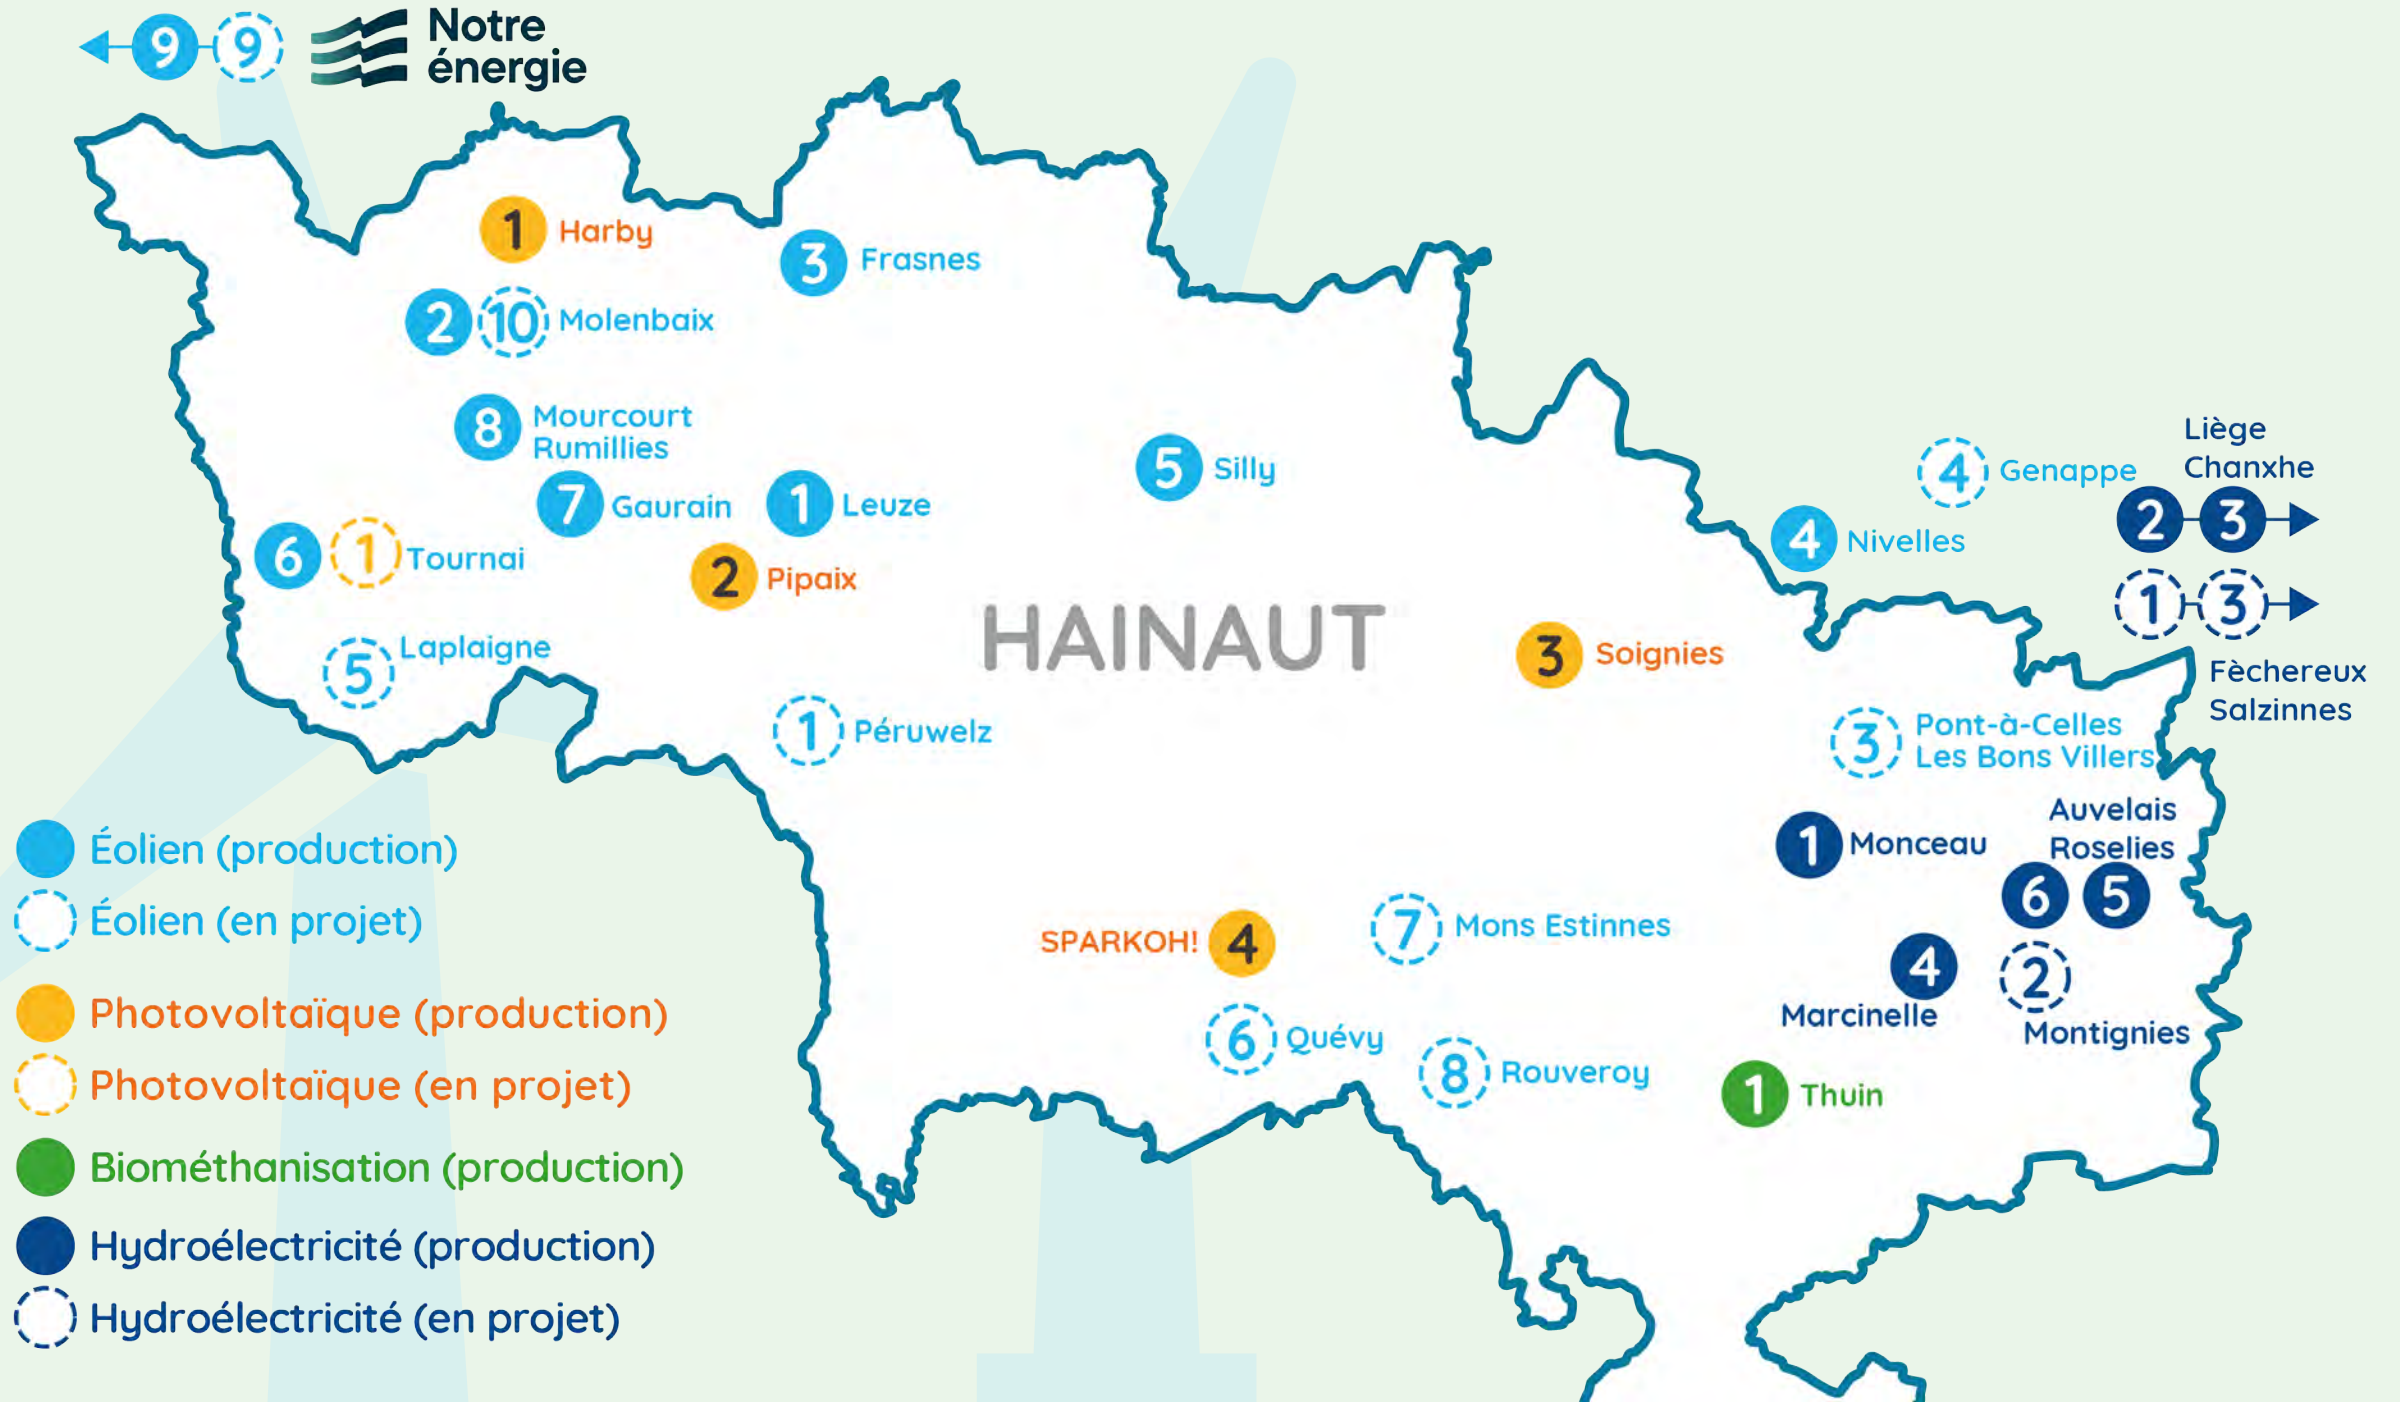 9 9 Notre
énergie
1 Harby
3 Frasnes
2 10 Molenbaix
8 Mourcourt
Rumillies
7 Gaurain
1 Leuze
5 Silly
6 1 Tournai
2 Pipaix
5 Laplaigne
1 Péruwelz
HAINAUT
3 Soignies
4 Genappe
4 Nivelles
Liège
Chanxhe
2 3
1 3
Fèchereux
Salzinnes
3 Pont-à-Celles
Les Bons Villers
1 Monceau
Auvelais
Roselies
6 5
SPARKOH! 4
7 Mons Estinnes
4
Marcinelle
2
Montignies
6 Quévy
8 Rouveroy
1 Thuin
Éolien (production)
Éolien (en projet)
Photovoltaïque (production)
Photovoltaïque (en projet)
Biométhanisation (production)
Hydroélectricité (production)
Hydroélectricité (en projet)